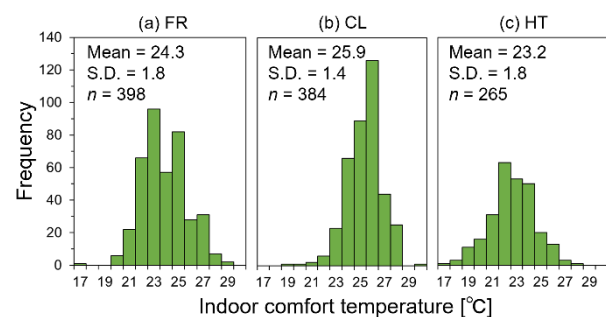 (a) FR (b) CL (c) HT
140
120
100
80
60
40
20
0
Frequency
Mean = 24.3
S.D. = 1.8
n = 398
Mean = 25.9
S.D. = 1.4
n = 384
Mean = 23.2
S.D. = 1.8
n = 265
17 19 21 23 25 27 29 17 19 21 23 25 27 29 17 19 21 23 25 27 29
Indoor comfort temperature [°C]